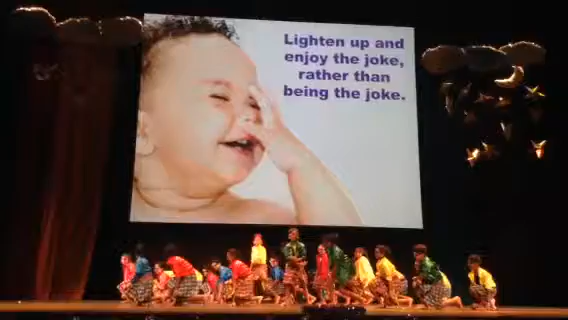 Lighten up and
enjoy the joke,
rather than
being the joke.